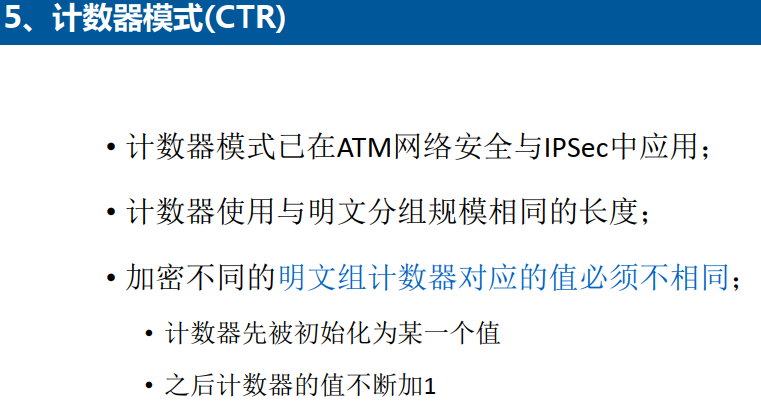 5、计数器模式(CTR)
• 计数器模式已在ATM网络安全与IPSec中应用；
• 计数器使用与明文分组规模相同的长度；
• 加密不同的明文组计数器对应的值必须不相同；
• 计数器先被初始化为某一个值
• 之后计数器的值不断加1